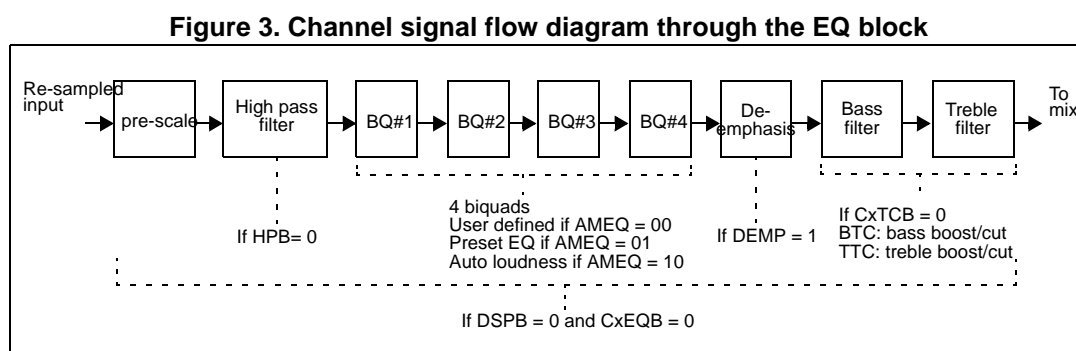 Figure 3. Channel signal flow diagram through the EQ block
Re-sampled
input
pre-scale
High pass
filter
BQ#1
BQ#2
BQ#3
BQ#4
De-
emphasis
Bass
filter
Treble
filter
To
mix
If HPB= 0
4 biquads
User defined if AMEQ = 00
Preset EQ if AMEQ = 01
Auto loudness if AMEQ = 10
If DEMP = 1
If CxTCB = 0
BTC: bass boost/cut
TTC: treble boost/cut
If DSPB = 0 and CxEQB = 0